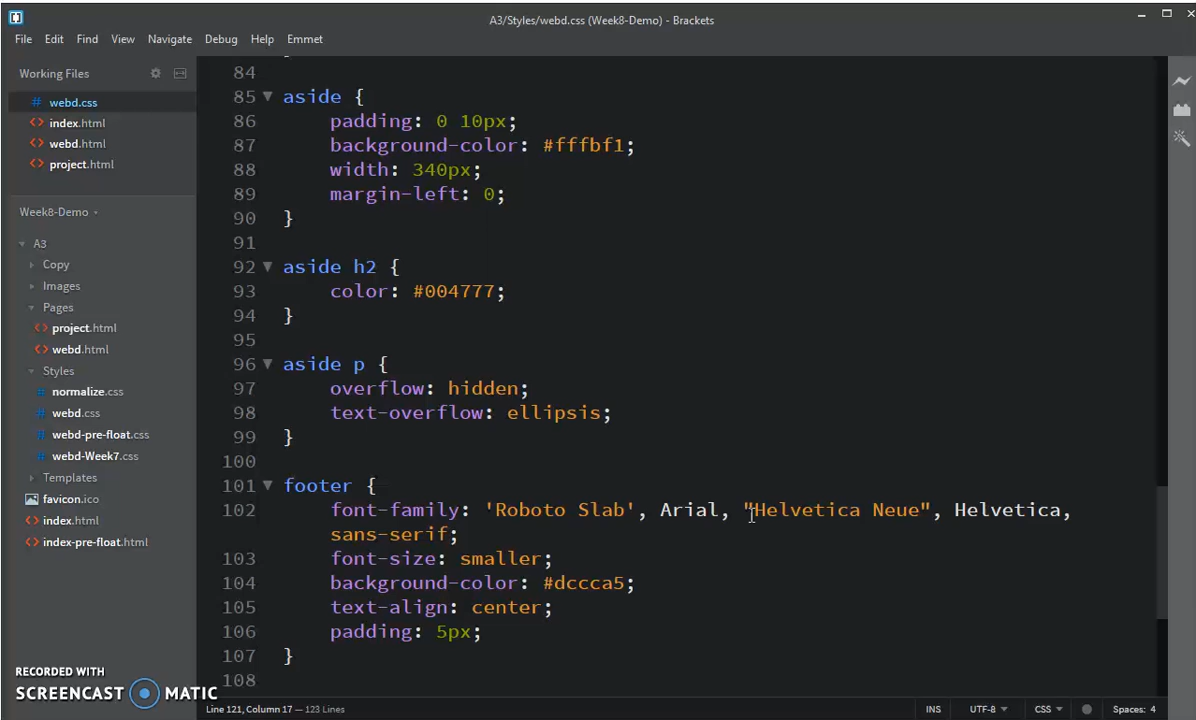 A3/Styles/webd.css (Week8-Demo) - Brackets
File Edit Find View Navigate Debug Help Emmet
Working Files
webd.css
index.html
webd.html
project.html
Week8-Demo
A3
Copy
Images
Pages
project.html
webd.html
Styles
normalize.css
webd.css
webd-pre-float.css
webd-Week7.css
Templates
favicon.ico
index.html
index-pre-float.html
RECORDED WITH
SCREENCAST MATIC
}
84
85 aside {
86 padding: 0 10px;
87 background-color: #fffbf1;
88 width: 340px;
89 margin-left: 0;
90 }
91
92 aside h2 {
93 color: #004777;
94 }
95
96 aside p {
97 overflow: hidden;
98 text-overflow: ellipsis;
99 }
100
101 footer {
102 font-family: 'Roboto Slab', Arial, "Helvetica Neue", Helvetica,
sans-serif;
103 font-size: smaller;
104 background-color: #dccca5;
105 text-align: center;
106 padding: 5px;
107 }
108
Line 121, Column 17 — 123 Lines
INS UTF-8 CSS Spaces: 4